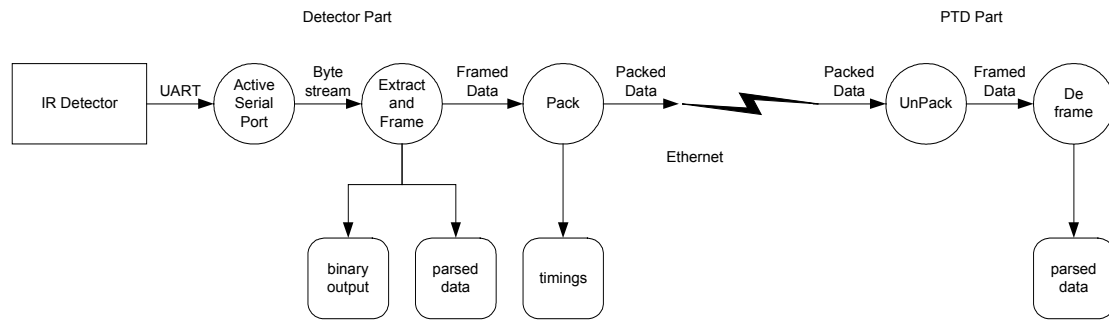 Detector Part
PTD Part
IR Detector
UART
Active
Serial
Port
Byte
stream
Extract
and
Frame
Framed
Data
Pack
Packed
Data
Ethernet
Packed
Data
UnPack
Framed
Data
De
frame
binary
output
parsed
data
timings
parsed
data